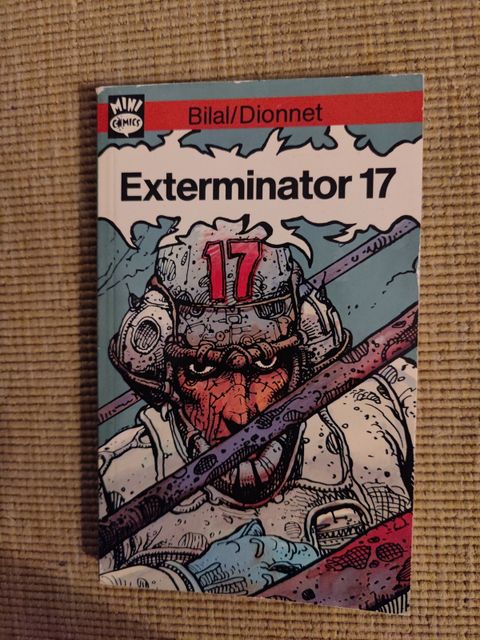 MINI
COMICS
Bilal/Dionnet
Exterminator 17
17